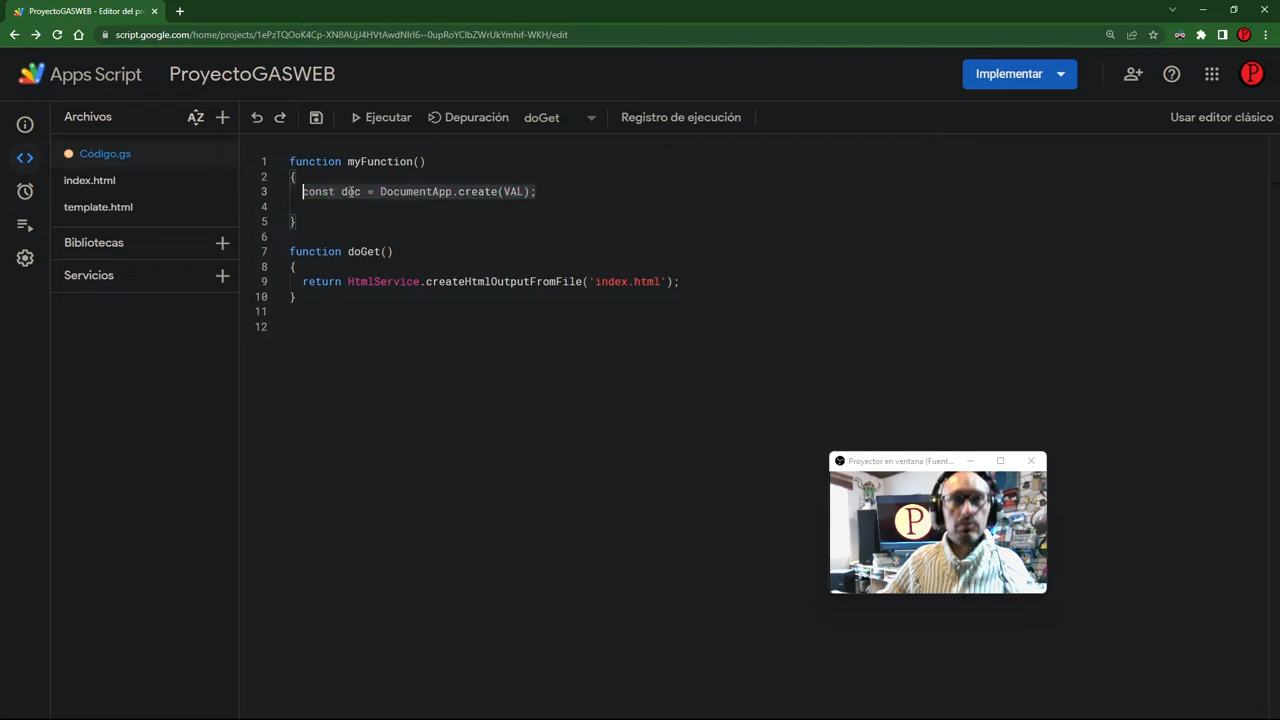 ProyectoGASWEB - Editor del pr
script.google.com/home/projects/1ePzTQOoK4Cp-XN8AUjJ4HVtAwdNIrI6--0upRoYCIbZWrUkYmhif-WKH/edit
Apps Script ProyectoGASWEB Implementar
Archivos AZ Ejecutar Depuración doGet Registro de ejecución Usar editor clásico
Código.gs
index.html
template.html
Bibliotecas
Servicios
1 function myFunction()
2 {
3 const doc = DocumentApp.create(VAL);
4
5 }
6
7 function doGet()
8 {
9 return HtmlService.createHtmlOutputFromFile('index.html');
10 }
11
12
Proyector en ventana (Fuent...
P